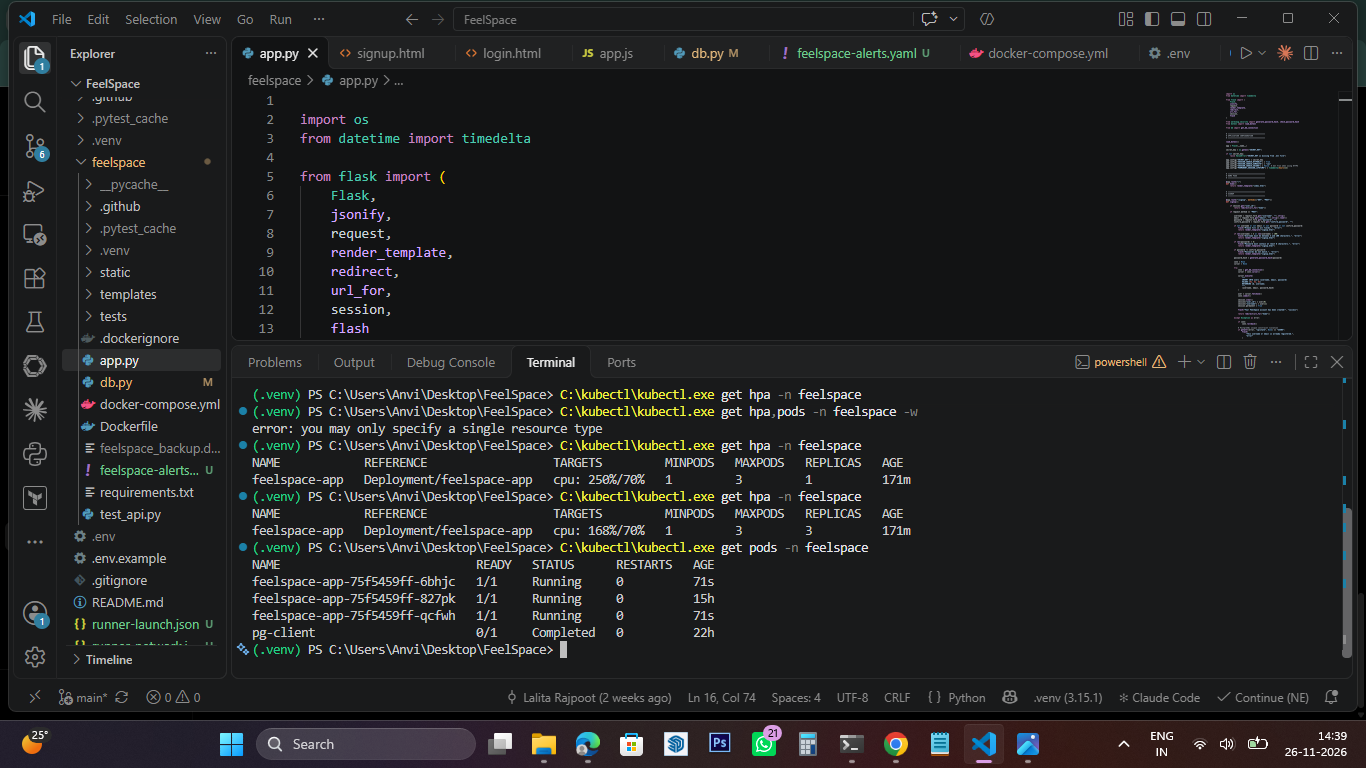 File Edit Selection View Go Run ··· FeelSpace
Explorer ···
FeelSpace
.github
.pytest_cache
.venv
feelspace
__pycache__
.github
.pytest_cache
.venv
static
templates
tests
.dockerignore
app.py
db.py M
docker-compose.yml
Dockerfile
feelspace_backup.d...
feelspace-alerts... U
requirements.txt
test_api.py
.env
.env.example
.gitignore
README.md
runner-launch.json U
Timeline
app.py signup.html login.html JS app.js db.py M feelspace-alerts.yaml U docker-compose.yml .env
feelspace > app.py > ...
1
2 import os
3 from datetime import timedelta
4
5 from flask import (
6 Flask,
7 jsonify,
8 request,
9 render_template,
10 redirect,
11 url_for,
12 session,
13 flash
Problems Output Debug Console Terminal Ports powershell
(.venv) PS C:\Users\Anvi\Desktop\FeelSpace> C:\kubectl\kubectl.exe get hpa -n feelspace
(.venv) PS C:\Users\Anvi\Desktop\FeelSpace> C:\kubectl\kubectl.exe get hpa,pods -n feelspace -w
error: you may only specify a single resource type
(.venv) PS C:\Users\Anvi\Desktop\FeelSpace> C:\kubectl\kubectl.exe get hpa -n feelspace
NAME REFERENCE TARGETS MINPODS MAXPODS REPLICAS AGE
feelspace-app Deployment/feelspace-app cpu: 250%/70% 1 3 1 171m
(.venv) PS C:\Users\Anvi\Desktop\FeelSpace> C:\kubectl\kubectl.exe get hpa -n feelspace
NAME REFERENCE TARGETS MINPODS MAXPODS REPLICAS AGE
feelspace-app Deployment/feelspace-app cpu: 168%/70% 1 3 3 171m
(.venv) PS C:\Users\Anvi\Desktop\FeelSpace> C:\kubectl\kubectl.exe get pods -n feelspace
NAME READY STATUS RESTARTS AGE
feelspace-app-75f5459ff-6bhjc 1/1 Running 0 71s
feelspace-app-75f5459ff-827pk 1/1 Running 0 15h
feelspace-app-75f5459ff-qcfwh 1/1 Running 0 71s
pg-client 0/1 Completed 0 22h
(.venv) PS C:\Users\Anvi\Desktop\FeelSpace>
main* 0 0 Lalita Rajpoot (2 weeks ago) Ln 16, Col 74 Spaces: 4 UTF-8 CRLF Python .venv (3.15.1) Claude Code Continue (NE)
25° Search Ps 21 ENG 14:39
IN 26-11-2026